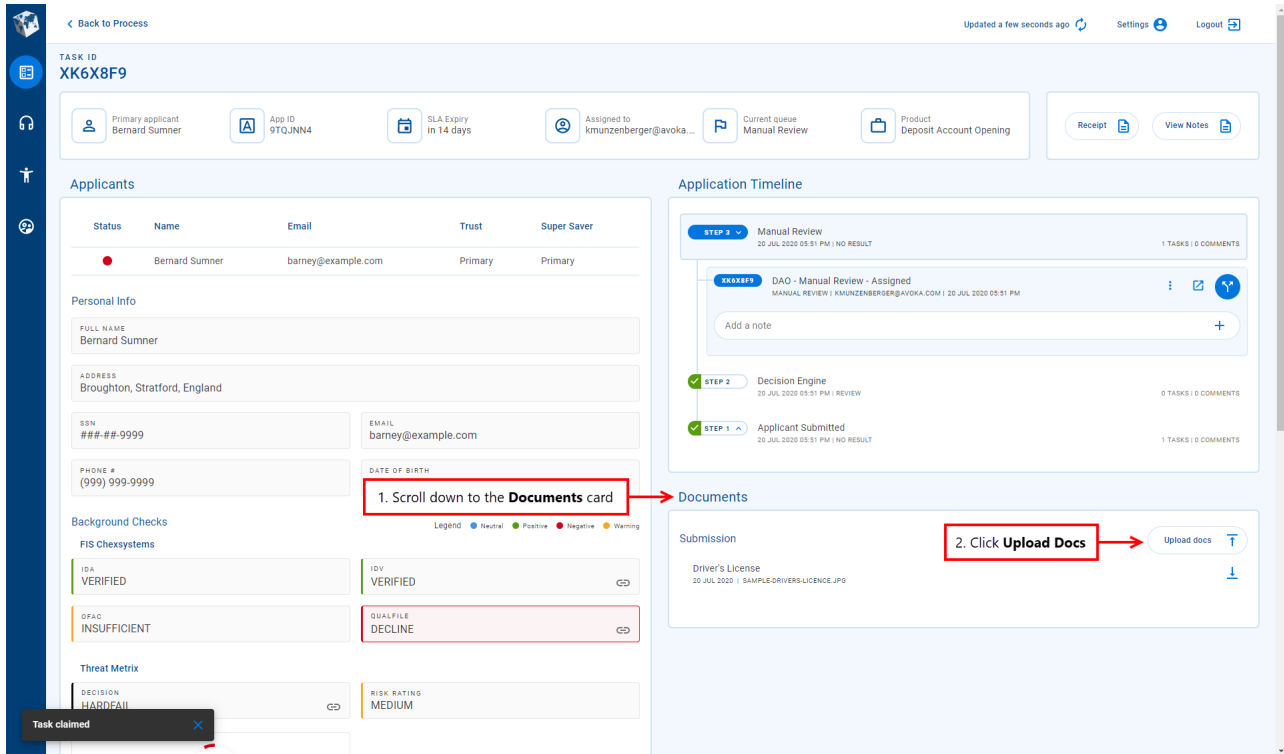 Back to Process
Updated a few seconds ago
Settings
Logout
TASK ID
XK6X8F9
Primary applicant
Bernard Sumner
App ID
9TQJNN4
SLA Expiry
in 14 days
Assigned to
kmunzenberger@avoka...
Current queue
Manual Review
Product
Deposit Account Opening
Receipt
View Notes
Applicants
Status Name Email Trust Super Saver
Bernard Sumner barney@example.com Primary Primary
Personal Info
FULL NAME
Bernard Sumner
ADDRESS
Broughton, Stratford, England
SSN
###-##-9999
EMAIL
barney@example.com
PHONE #
(999) 999-9999
DATE OF BIRTH
1. Scroll down to the Documents card
Background Checks
Legend Neutral Positive Negative Warning
FIS Chexsystems
IDA
VERIFIED
IDV
VERIFIED
OFAC
INSUFFICIENT
QUALFILE
DECLINE
Threat Metrix
DECISION
HARDFAIL
RISK RATING
MEDIUM
Task claimed
Application Timeline
STEP 3 Manual Review
20 JUL 2020 05:51 PM | NO RESULT 1 TASKS | 0 COMMENTS
XK6X8F9 DAO - Manual Review - Assigned
MANUAL REVIEW | KMUNZENBERGER@AVOKA.COM | 20 JUL 2020 05:51 PM
Add a note
STEP 2 Decision Engine
20 JUL 2020 05:51 PM | REVIEW 0 TASKS | 0 COMMENTS
STEP 1 Applicant Submitted
20 JUL 2020 05:51 PM | NO RESULT 1 TASKS | 0 COMMENTS
Documents
Submission
2. Click Upload Docs
Upload docs
Driver's License
20 JUL 2020 | SAMPLE-DRIVERS-LICENCE.JPG